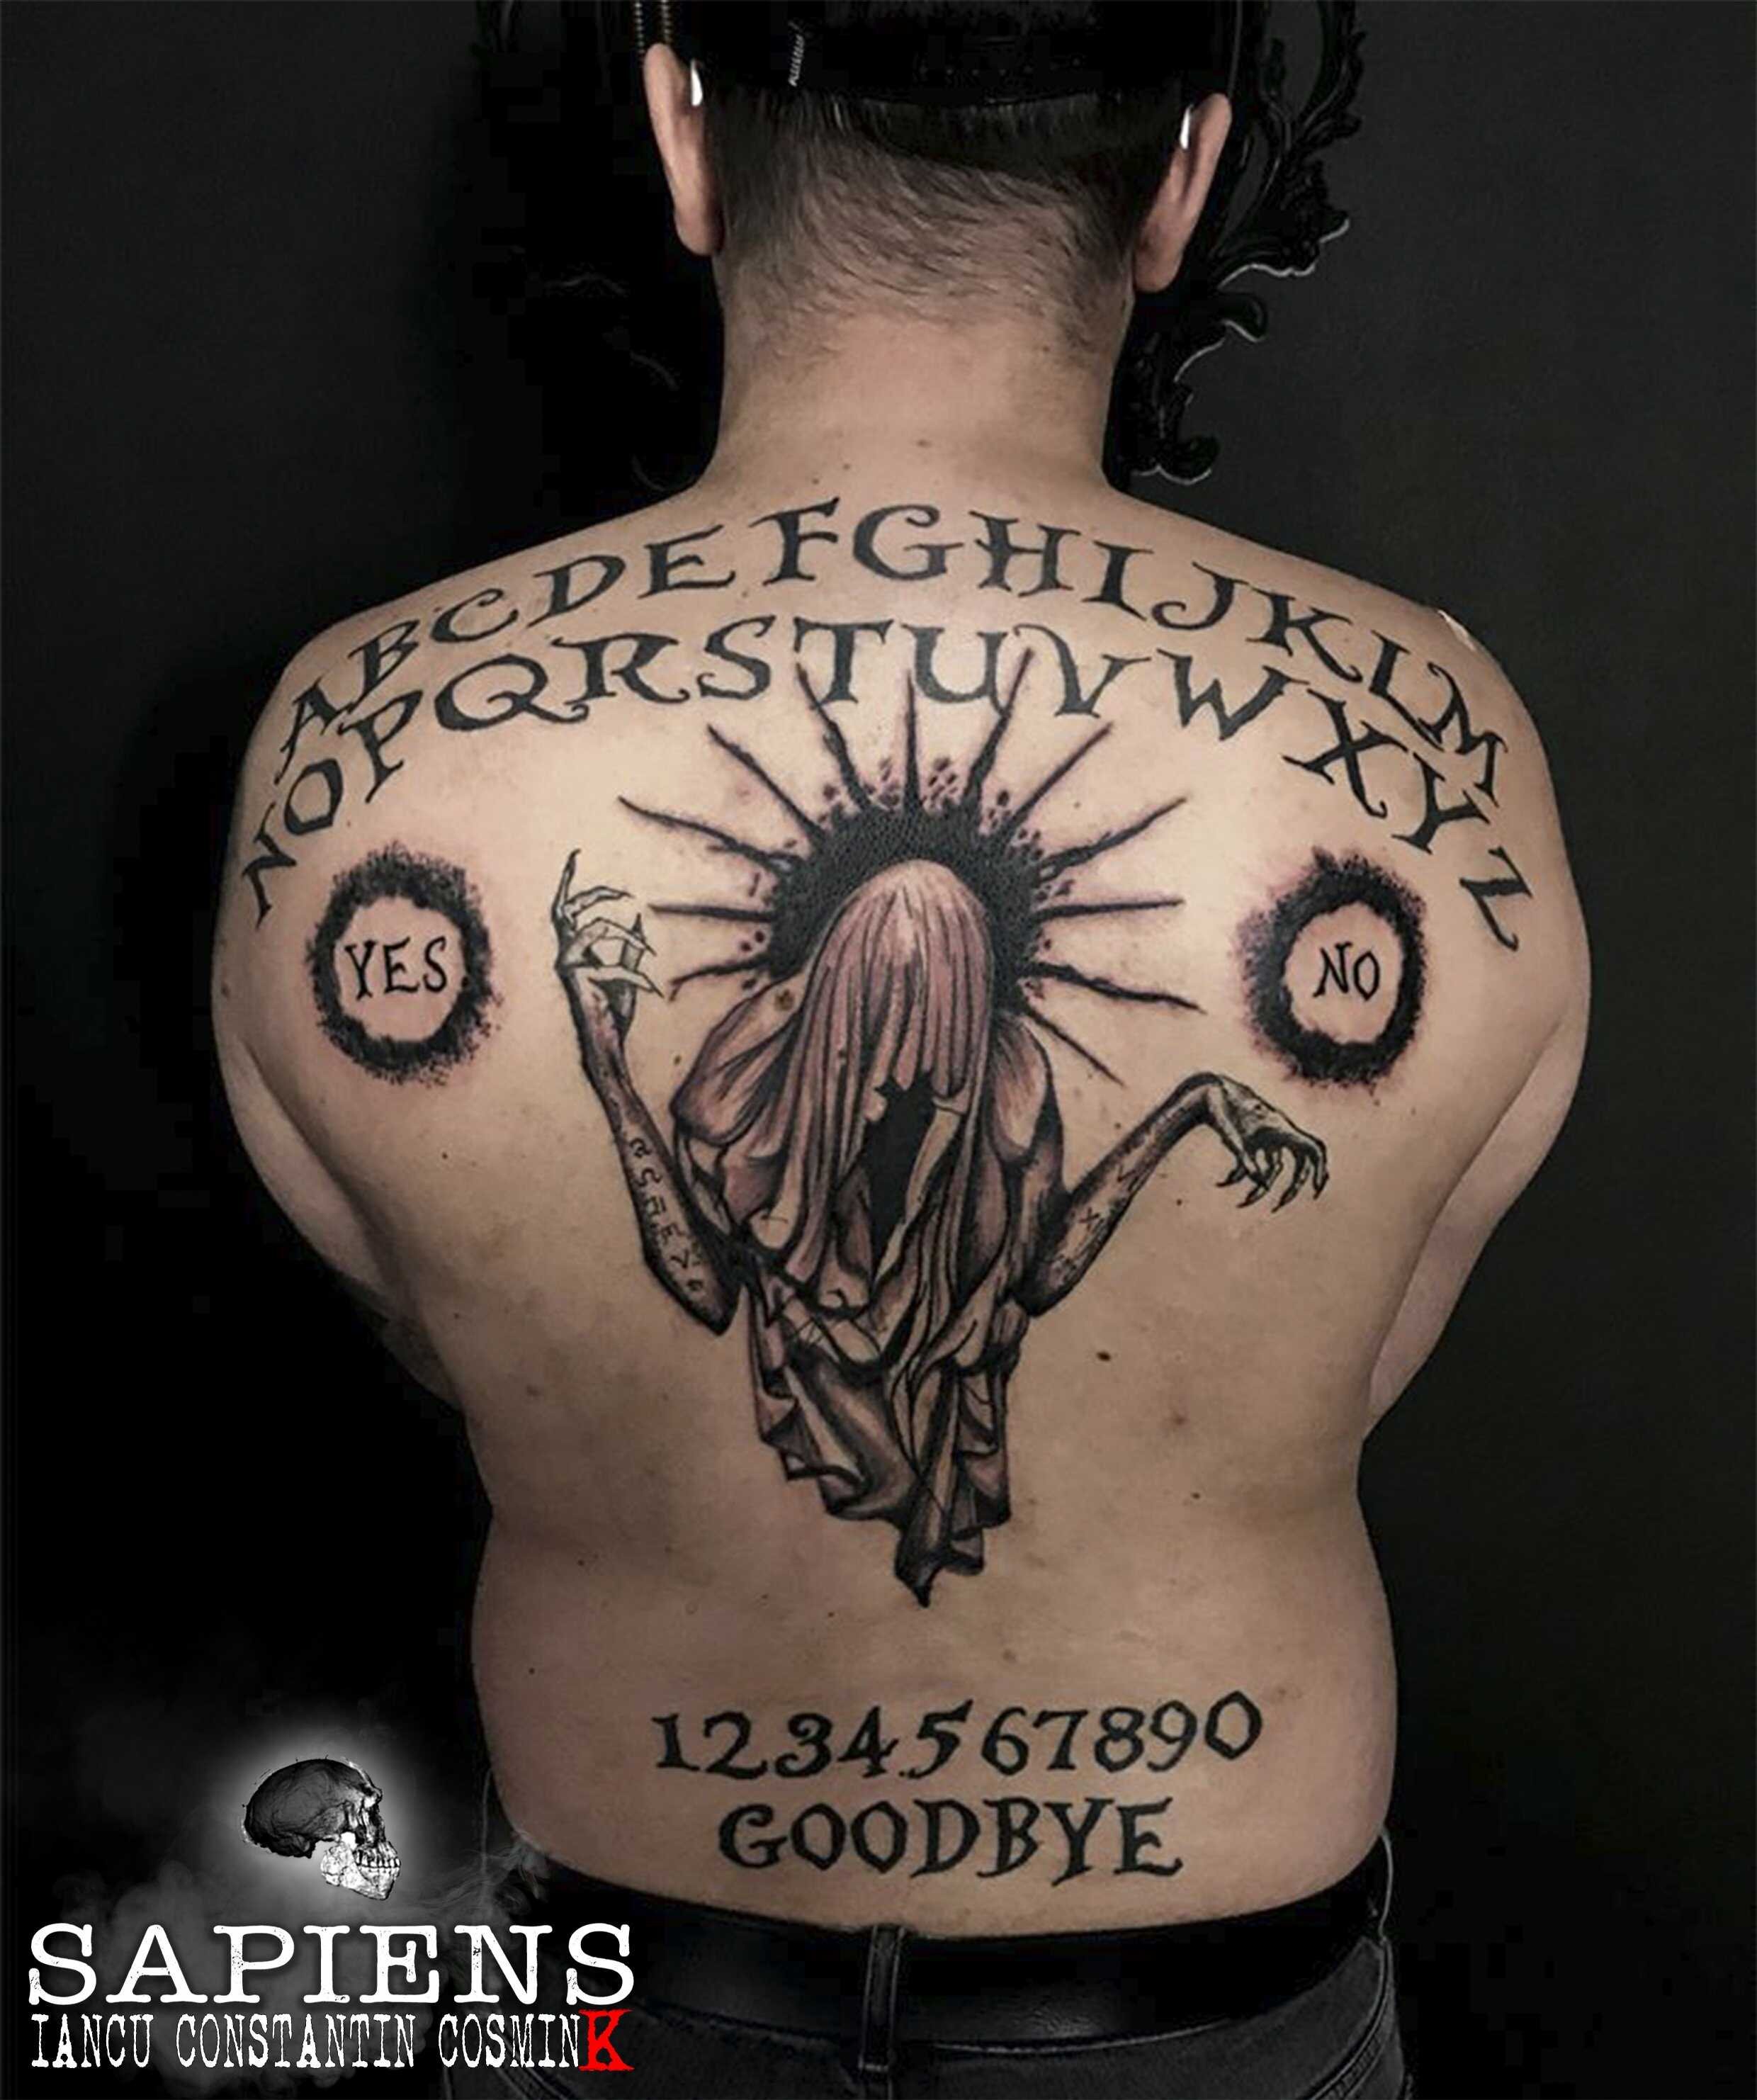 ABCDEFGHIJKLM
NOPQRSTUVWXYZ
YES
NO
1234567890
GOODBYE
SAPIENS
IANCU CONSTANTIN COSMINK